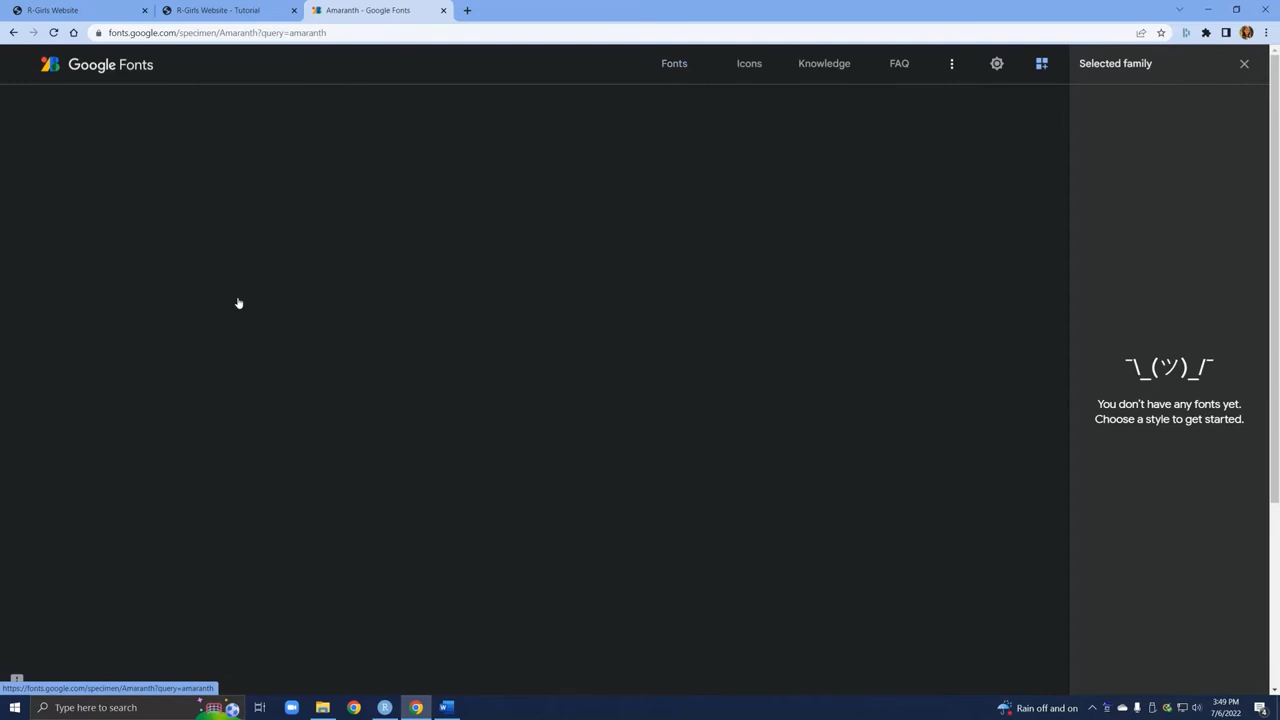 R-Girls Website
R-Girls Website - Tutorial
Amaranth - Google Fonts
fonts.google.com/specimen/Amaranth?query=amaranth
Google Fonts
Fonts
Icons
Knowledge
FAQ
Selected family
¯\_(ツ)_/¯
You don't have any fonts yet.
Choose a style to get started.
https://fonts.google.com/specimen/Amaranth?query=amaranth
Type here to search
Rain off and on
3:49 PM
7/6/2022
4